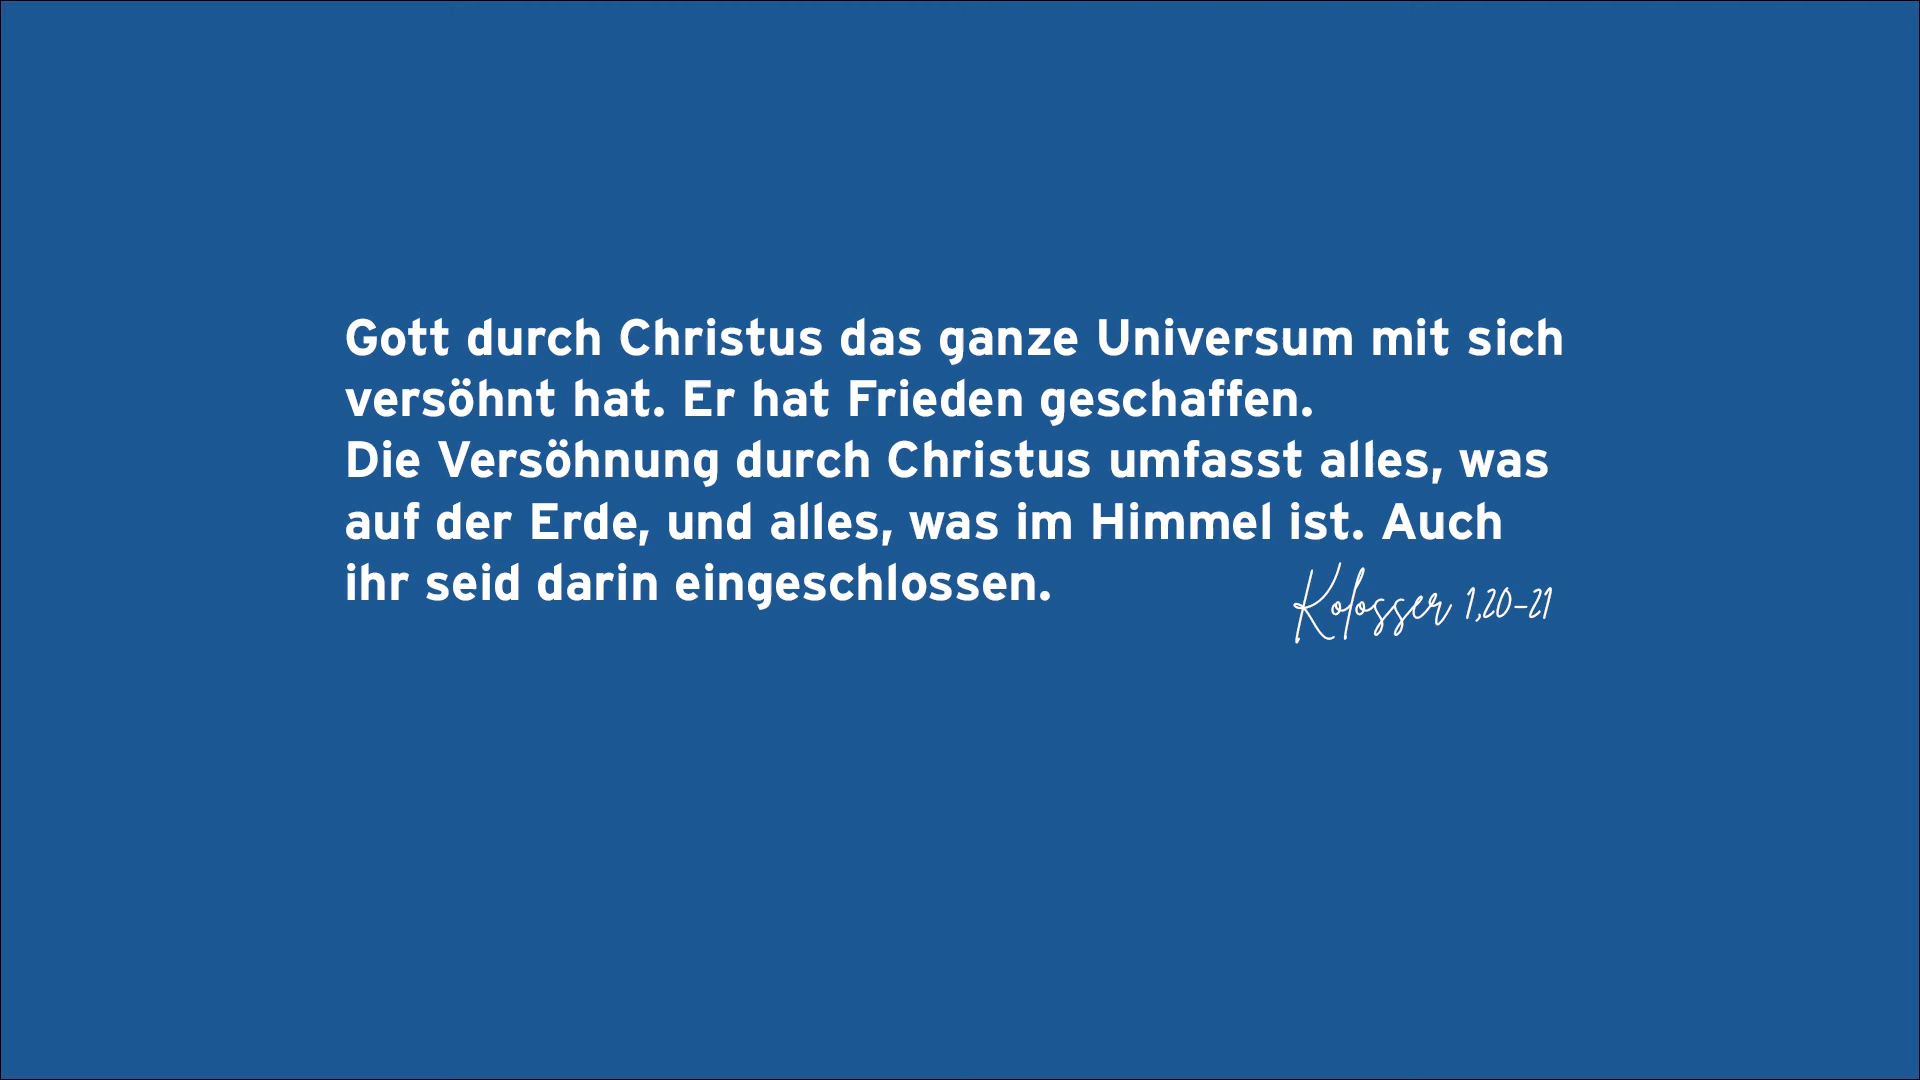 Gott durch Christus das ganze Universum mit sich
versöhnt hat. Er hat Frieden geschaffen.
Die Versöhnung durch Christus umfasst alles, was
auf der Erde, und alles, was im Himmel ist. Auch
ihr seid darin eingeschlossen.
Kolosser 1,20–21